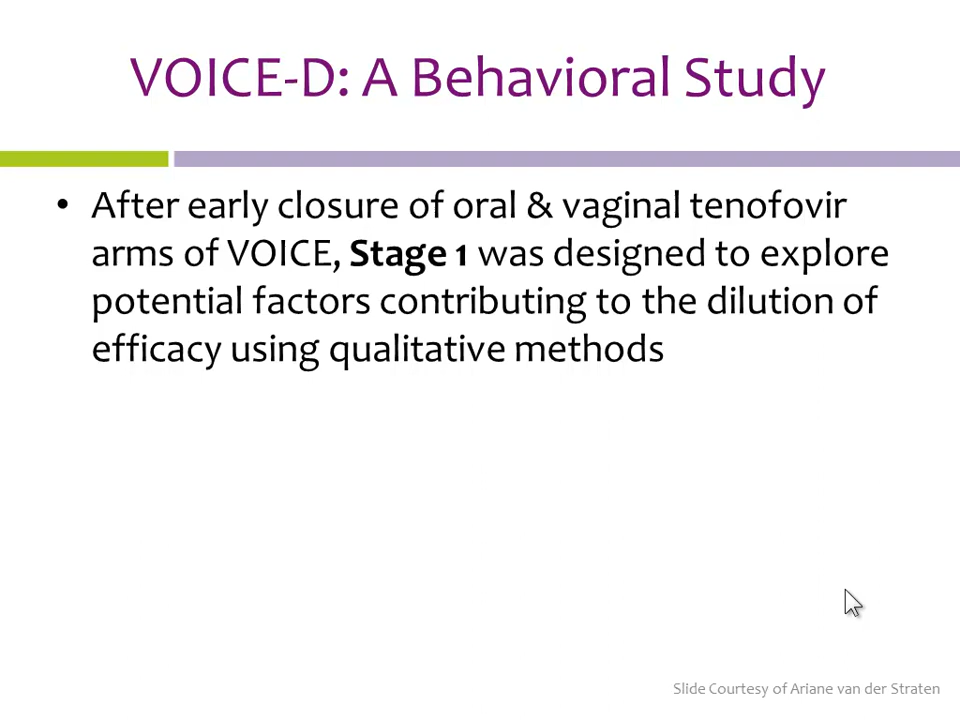 VOICE-D: A Behavioral Study
• After early closure of oral & vaginal tenofovir
arms of VOICE, Stage 1 was designed to explore
potential factors contributing to the dilution of
efficacy using qualitative methods
Slide Courtesy of Ariane van der Straten